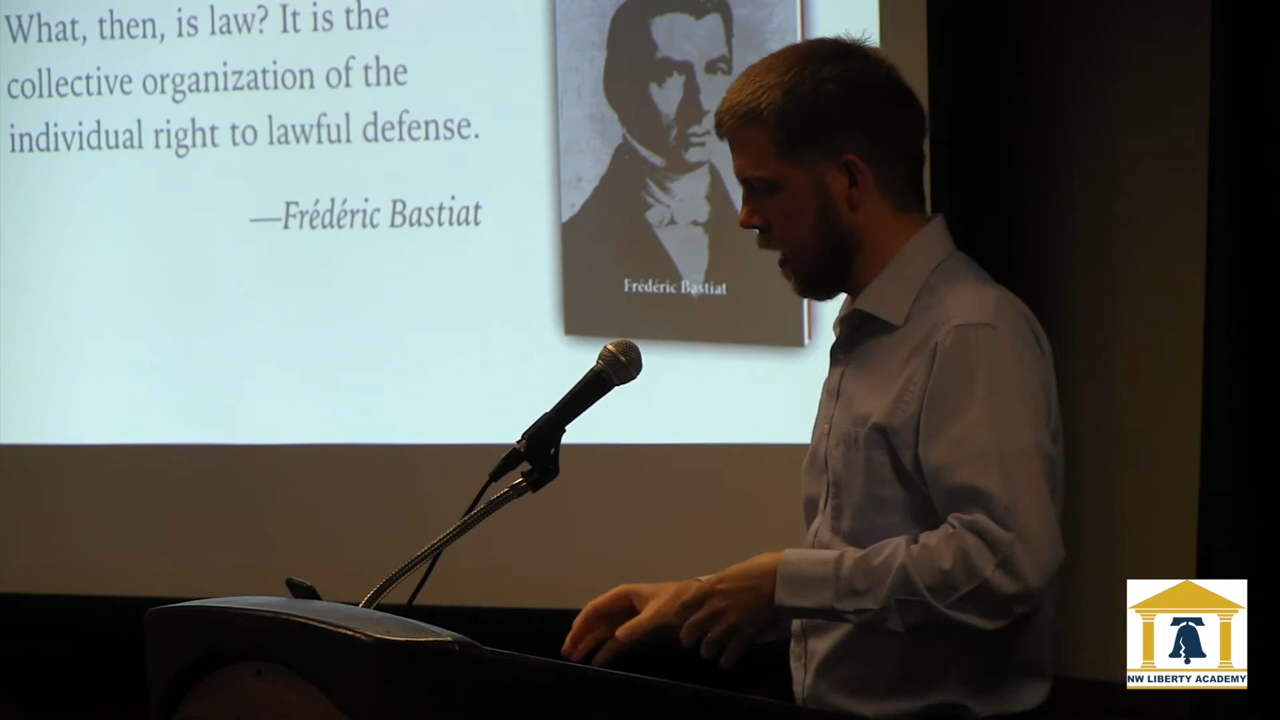 What, then, is law? It is the
collective organization of the
individual right to lawful defense.
—Frédéric Bastiat
Frédéric Bastiat
NW LIBERTY ACADEMY